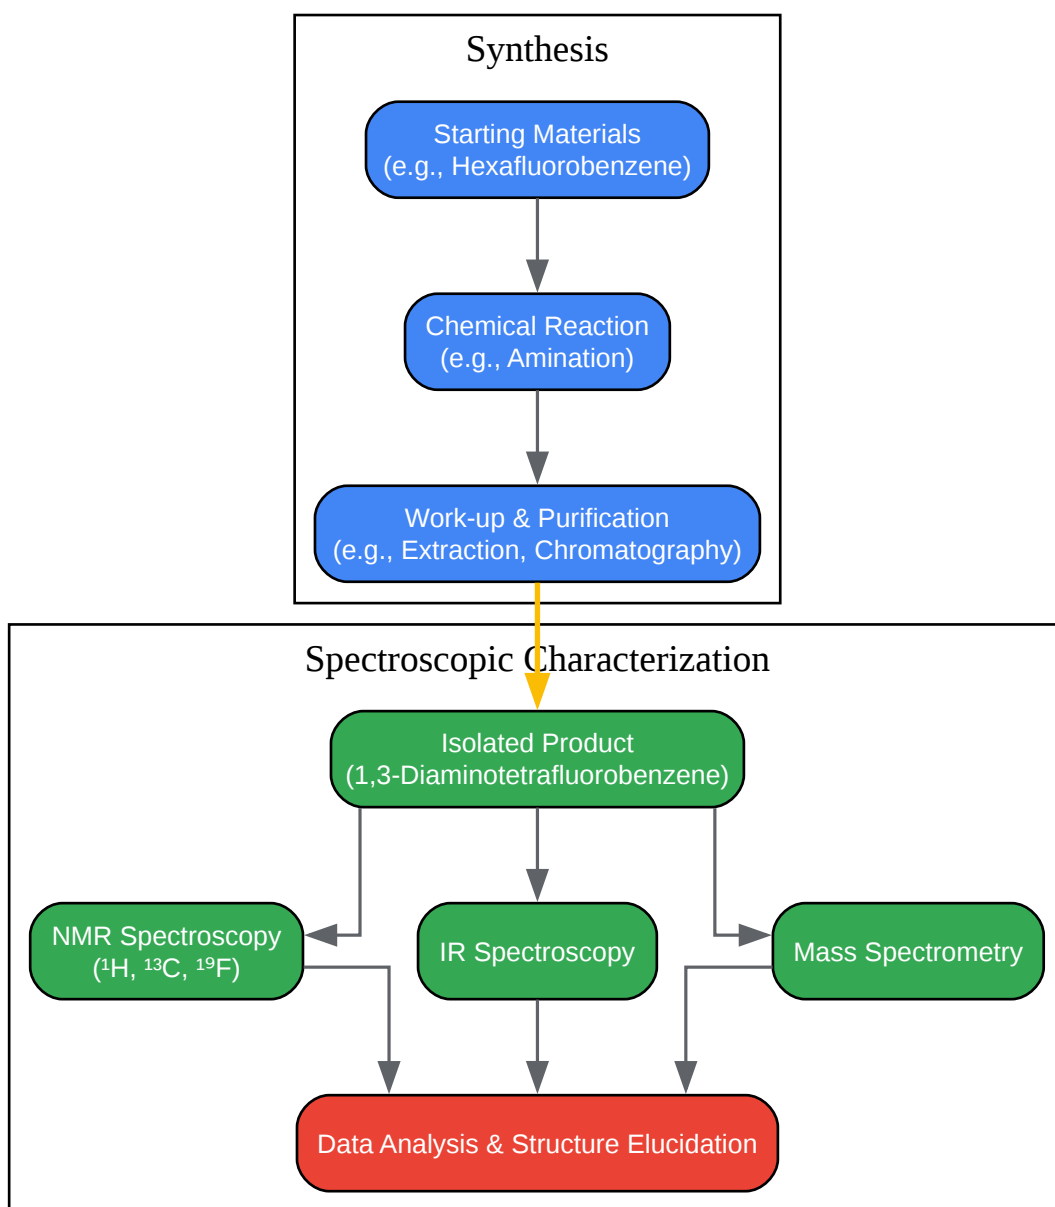 Synthesis
Starting Materials
(e.g., Hexafluorobenzene)
Chemical Reaction
(e.g., Amination)
Work-up & Purification
(e.g., Extraction, Chromatography)
Spectroscopic Characterization
Isolated Product
(1,3-Diaminotetrafluorobenzene)
NMR Spectroscopy
(¹H, ¹³C, ¹⁹F)
IR Spectroscopy
Mass Spectrometry
Data Analysis & Structure Elucidation